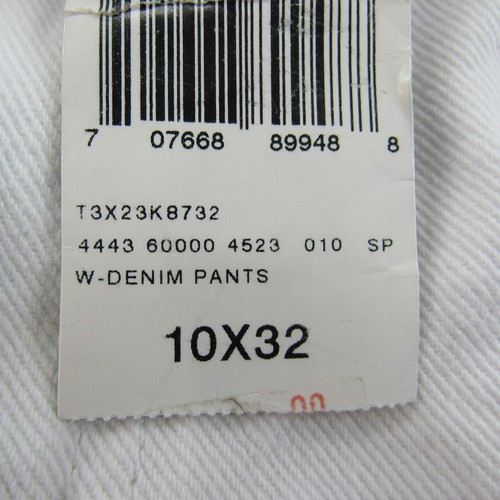 7 07668 89948 8
T3X23K8732
4443 60000 4523 010 SP
W-DENIM PANTS
10X32